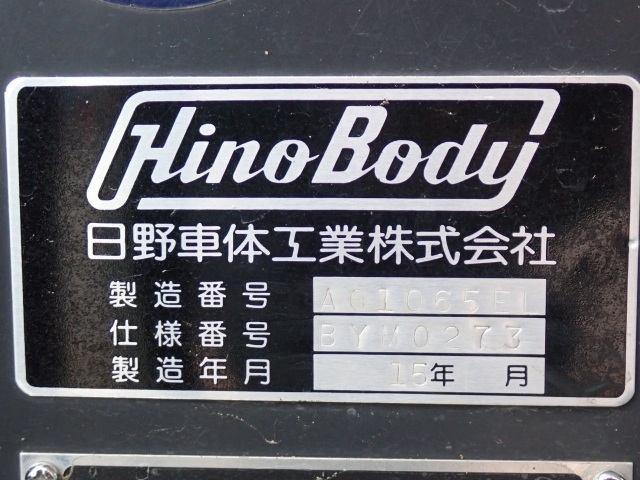 HinoBody
日野車体工業株式会社
製造番号
仕様番号 BYM0273
製造年月 15年 月